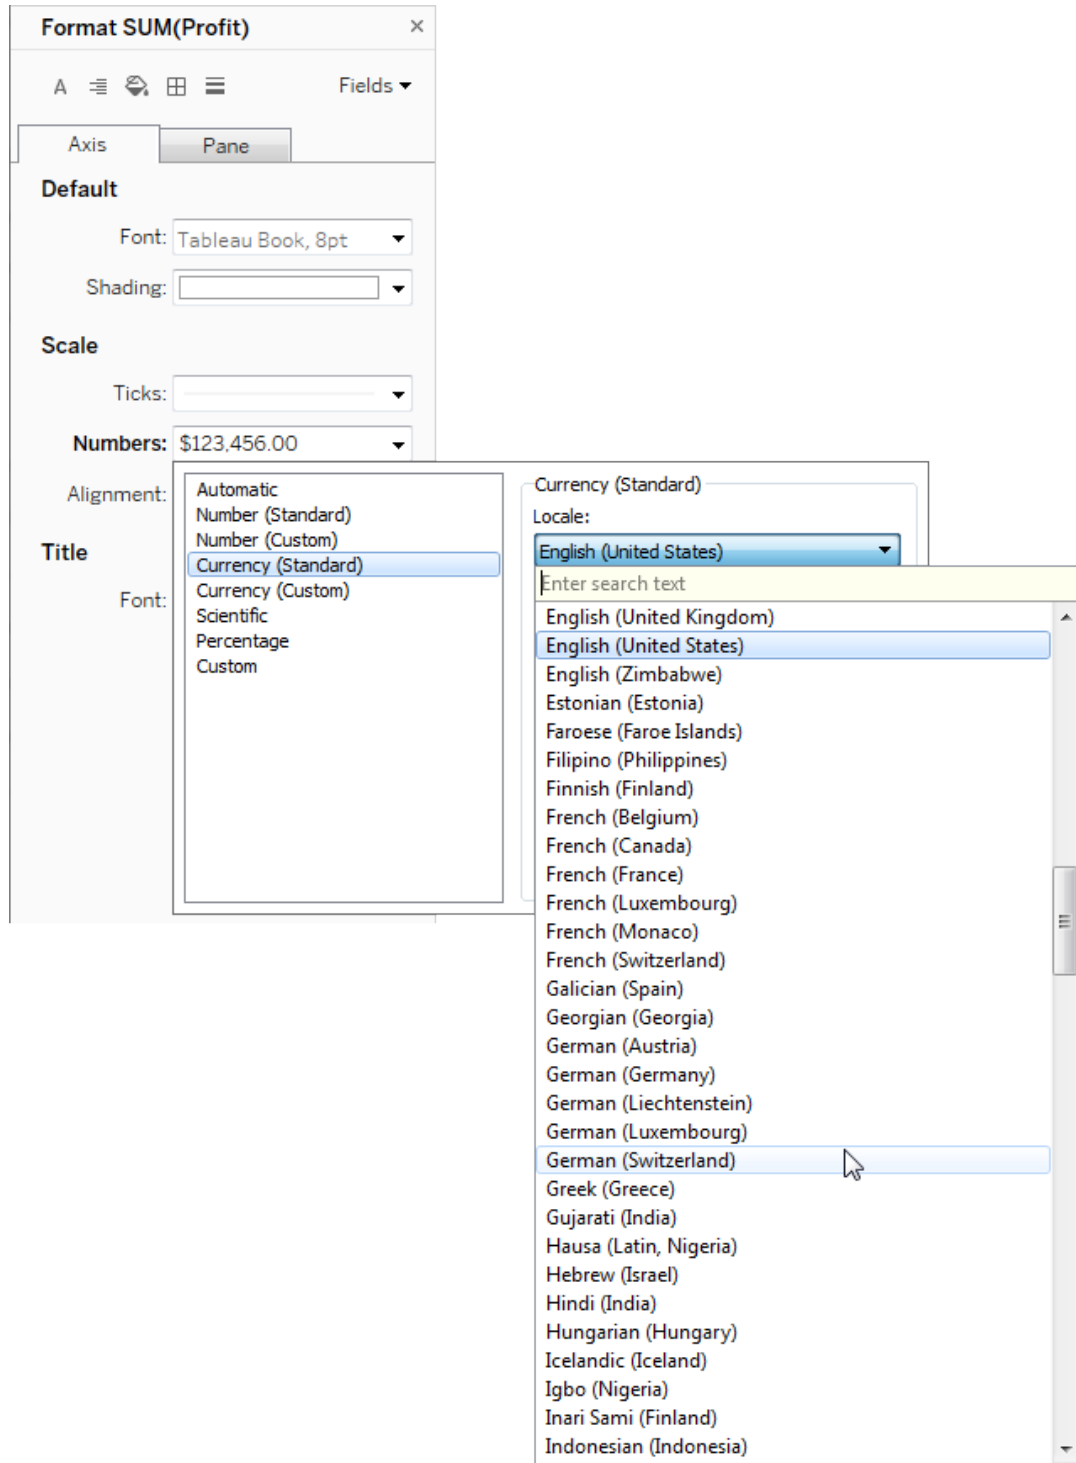 Format SUM(Profit)
A
Fields
Axis Pane
Default
Font: Tableau Book, 8pt
Shading:
Scale
Ticks:
Numbers: $123,456.00
Alignment:
Title
Font:
Automatic
Number (Standard)
Number (Custom)
Currency (Standard)
Currency (Custom)
Scientific
Percentage
Custom
Currency (Standard)
Locale:
English (United States)
Enter search text
English (United Kingdom)
English (United States)
English (Zimbabwe)
Estonian (Estonia)
Faroese (Faroe Islands)
Filipino (Philippines)
Finnish (Finland)
French (Belgium)
French (Canada)
French (France)
French (Luxembourg)
French (Monaco)
French (Switzerland)
Galician (Spain)
Georgian (Georgia)
German (Austria)
German (Germany)
German (Liechtenstein)
German (Luxembourg)
German (Switzerland)
Greek (Greece)
Gujarati (India)
Hausa (Latin, Nigeria)
Hebrew (Israel)
Hindi (India)
Hungarian (Hungary)
Icelandic (Iceland)
Igbo (Nigeria)
Inari Sami (Finland)
Indonesian (Indonesia)